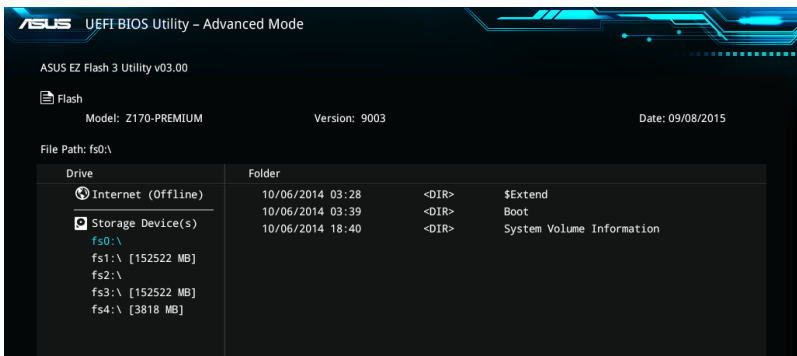 ASUS UEFI BIOS Utility – Advanced Mode
ASUS EZ Flash 3 Utility v03.00
Flash
Model: Z170-PREMIUM Version: 9003 Date: 09/08/2015
File Path: fs0:\
Drive Folder
Internet (Offline) 10/06/2014 03:28 <DIR> $Extend
10/06/2014 03:39 <DIR> Boot
Storage Device(s) 10/06/2014 18:40 <DIR> System Volume Information
fs0:\
fs1:\ [152522 MB]
fs2:\
fs3:\ [152522 MB]
fs4:\ [3818 MB]